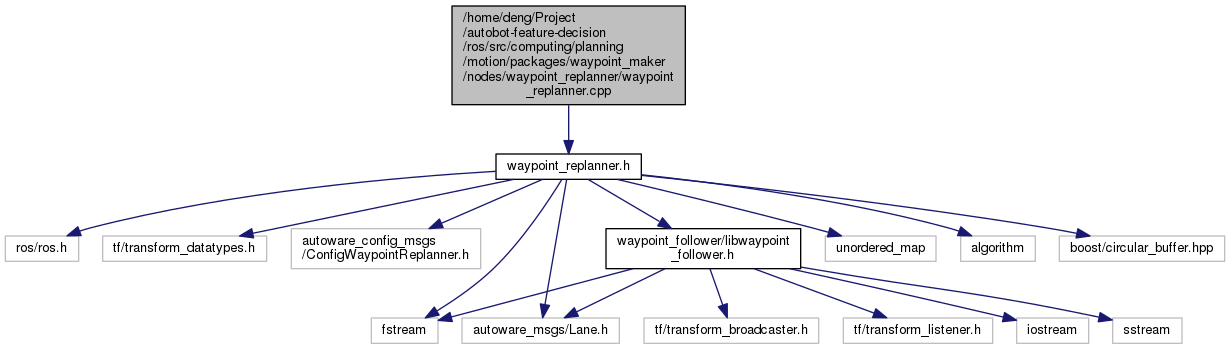 /home/deng/Project
/autobot-feature-decision
/ros/src/computing/planning
/motion/packages/waypoint_maker
/nodes/waypoint_replanner/waypoint
_replanner.cpp
waypoint_replanner.h
ros/ros.h
tf/transform_datatypes.h
autoware_config_msgs
/ConfigWaypointReplanner.h
waypoint_follower/libwaypoint
_follower.h
unordered_map
algorithm
boost/circular_buffer.hpp
fstream
autoware_msgs/Lane.h
tf/transform_broadcaster.h
tf/transform_listener.h
iostream
sstream